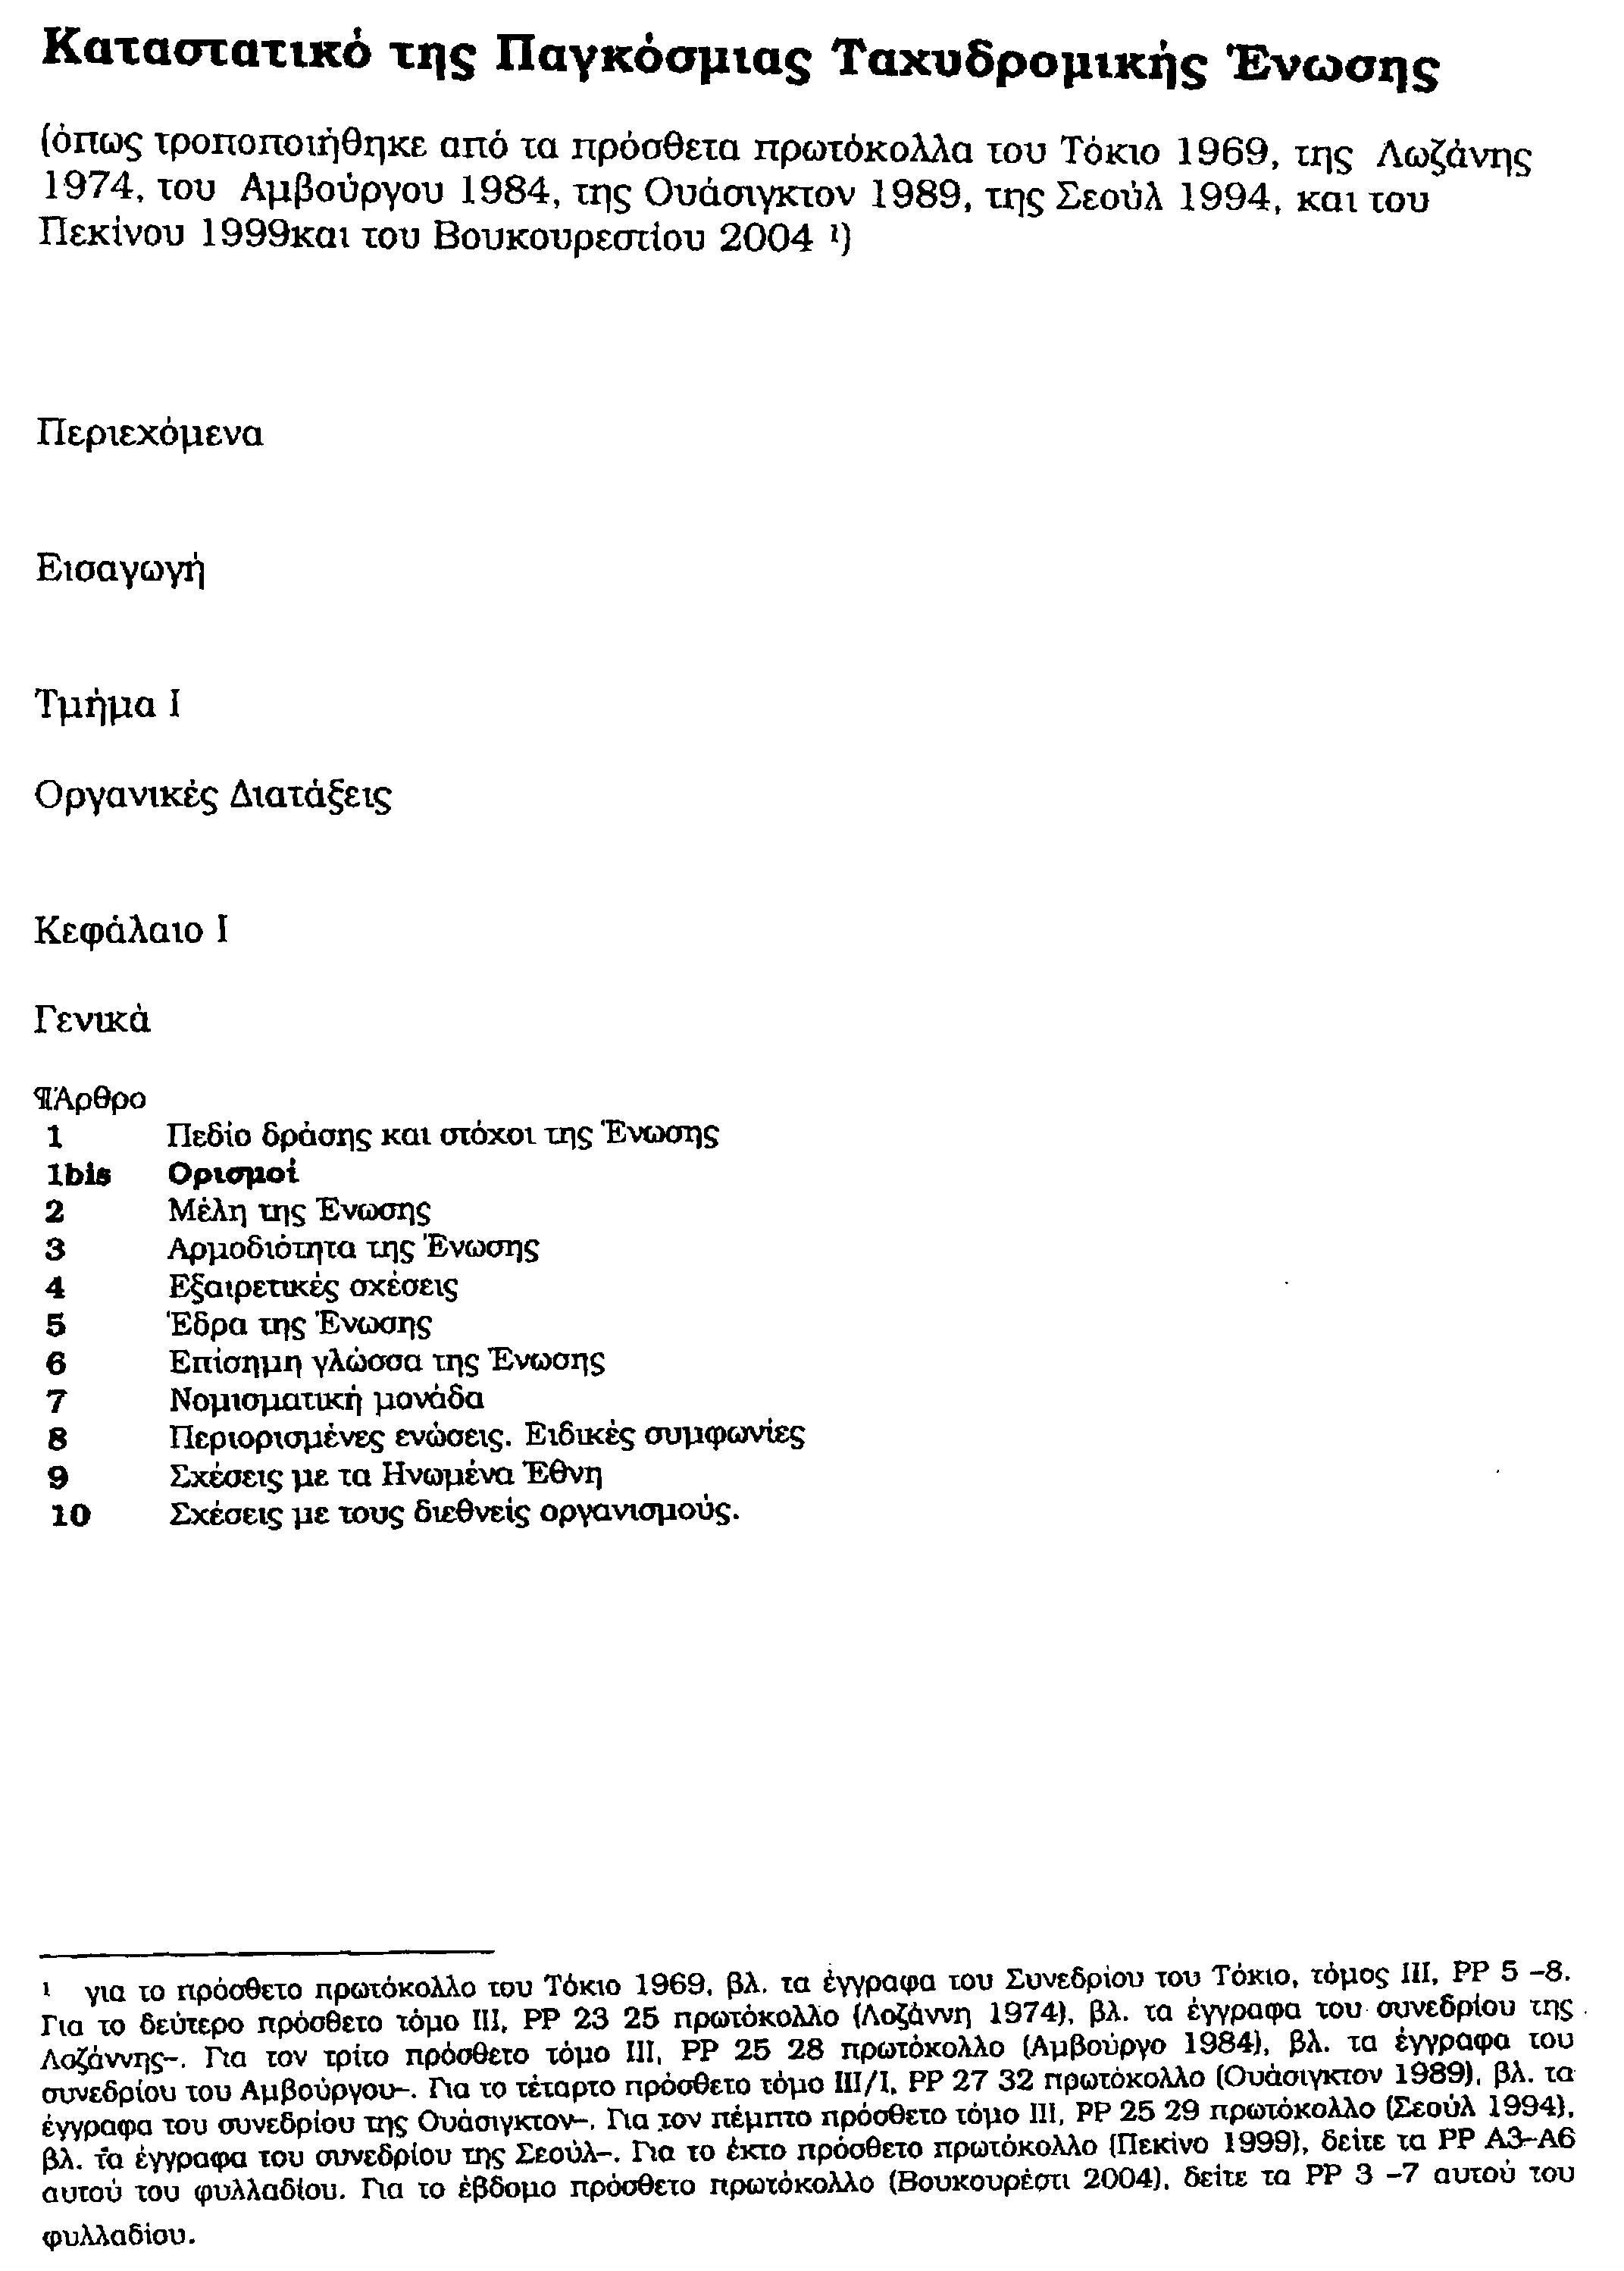 Καταστατικό της Παγκόσμιας Ταχυδρομικής Ένωσης
(όπως τροποποιήθηκε από τα πρόσθετα πρωτόκολλα του Τόκιο 1969, της Λωζάνης
1974, του Αμβούργου 1984, της Ουάσιγκτον 1989, της Σεούλ 1994, και του
Πεκίνου 1999και του Βουκουρεστίου 2004 ¹)
Περιεχόμενα
Εισαγωγή
Τμήμα Ι
Οργανικές Διατάξεις
Κεφάλαιο Ι
Γενικά
¶Άρθρο
1 Πεδίο δράσης και στόχοι της Ένωσης
1bis Ορισμοί
2 Μέλη της Ένωσης
3 Αρμοδιότητα της Ένωσης
4 Εξαιρετικές σχέσεις
5 Έδρα της Ένωσης
6 Επίσημη γλώσσα της Ένωσης
7 Νομισματική μονάδα
8 Περιορισμένες ενώσεις. Ειδικές συμφωνίες
9 Σχέσεις με τα Ηνωμένα Έθνη
10 Σχέσεις με τους διεθνείς οργανισμούς.
¹ για το πρόσθετο πρωτόκολλο του Τόκιο 1969, βλ. τα έγγραφα του Συνεδρίου του Τόκιο, τόμος ΙΙΙ, PP 5 -8.
Για το δεύτερο πρόσθετο τόμο ΙΙΙ, PP 23 25 πρωτόκολλο (Λοζάννη 1974), βλ. τα έγγραφα του συνεδρίου της
Λοζάννης-. Για τον τρίτο πρόσθετο τόμο ΙΙΙ, PP 25 28 πρωτόκολλο (Αμβούργο 1984), βλ. τα έγγραφα του
συνεδρίου του Αμβούργου-. Για το τέταρτο πρόσθετο τόμο ΙΙΙ/Ι, PP 27 32 πρωτόκολλο (Ουάσιγκτον 1989), βλ. τα
έγγραφα του συνεδρίου της Ουάσιγκτον-. Για τον πέμπτο πρόσθετο τόμο ΙΙΙ, PP 25 29 πρωτόκολλο (Σεούλ 1994),
βλ. τα έγγραφα του συνεδρίου της Σεούλ-. Για το έκτο πρόσθετο πρωτόκολλο (Πεκίνο 1999), δείτε τα PP A3-A6
αυτού του φυλλαδίου. Για το έβδομο πρόσθετο πρωτόκολλο (Βουκουρέστι 2004), δείτε τα PP 3 -7 αυτού του
φυλλαδίου.